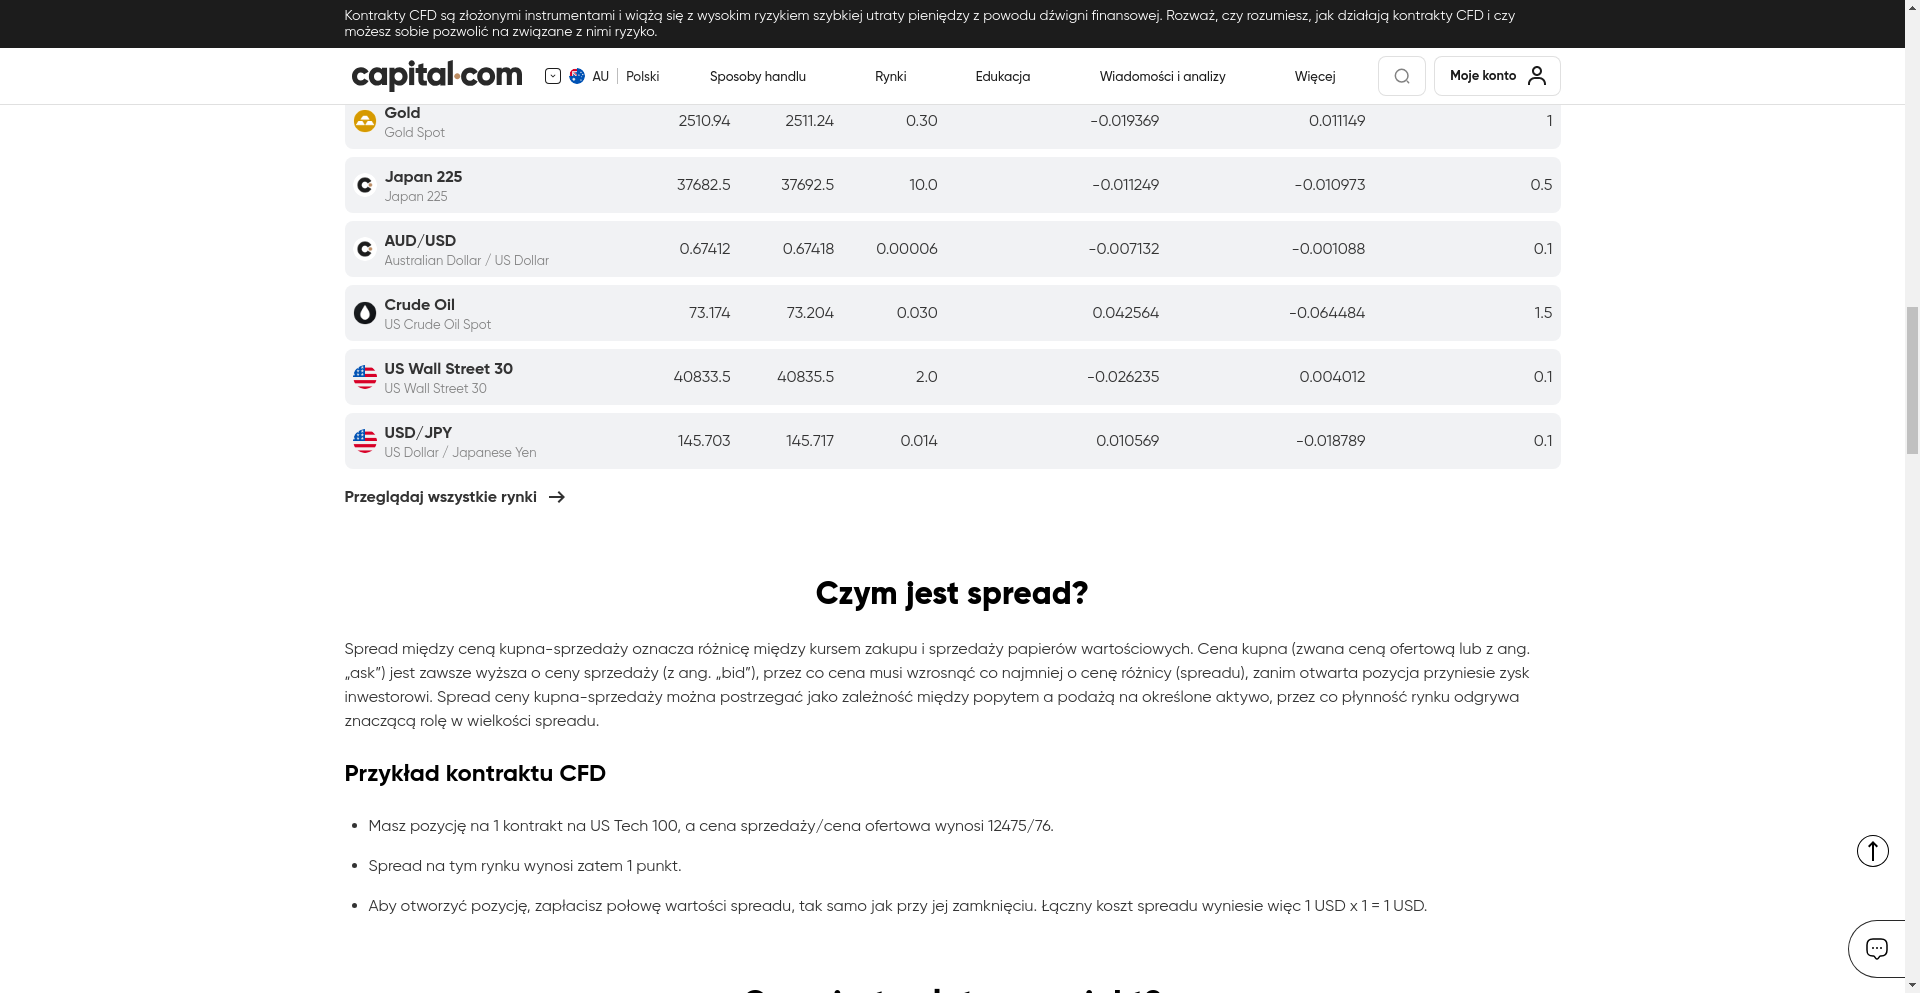 Kontrakty CFD są złożonymi instrumentami i wiążą się z wysokim ryzykiem szybkiej utraty pieniędzy z powodu dźwigni finansowej. Rozważ, czy rozumiesz, jak działają kontrakty CFD i czy
możesz sobie pozwolić na związane z nimi ryzyko.
capital.com AU Polski Sposoby handlu Rynki Edukacja Wiadomości i analizy Więcej Moje konto
Gold
Gold Spot
2510.94 2511.24 0.30 -0.019369 0.011149 1
Japan 225
Japan 225
37682.5 37692.5 10.0 -0.011249 -0.010973 0.5
AUD/USD
Australian Dollar / US Dollar
0.67412 0.67418 0.00006 -0.007132 -0.001088 0.1
Crude Oil
US Crude Oil Spot
73.174 73.204 0.030 0.042564 -0.064484 1.5
US Wall Street 30
US Wall Street 30
40833.5 40835.5 2.0 -0.026235 0.004012 0.1
USD/JPY
US Dollar / Japanese Yen
145.703 145.717 0.014 0.010569 -0.018789 0.1
Przeglądaj wszystkie rynki
Czym jest spread?
Spread między ceną kupna-sprzedaży oznacza różnicę między kursem zakupu i sprzedaży papierów wartościowych. Cena kupna (zwana ceną ofertową lub z ang.
„ask”) jest zawsze wyższa o ceny sprzedaży (z ang. „bid”), przez co cena musi wzrosnąć co najmniej o cenę różnicy (spreadu), zanim otwarta pozycja przyniesie zysk
inwestorowi. Spread ceny kupna-sprzedaży można postrzegać jako zależność między popytem a podażą na określone aktywo, przez co płynność rynku odgrywa
znaczącą rolę w wielkości spreadu.
Przykład kontraktu CFD
• Masz pozycję na 1 kontrakt na US Tech 100, a cena sprzedaży/cena ofertowa wynosi 12475/76.
• Spread na tym rynku wynosi zatem 1 punkt.
• Aby otworzyć pozycję, zapłacisz połowę wartości spreadu, tak samo jak przy jej zamknięciu. Łączny koszt spreadu wyniesie więc 1 USD x 1 = 1 USD.